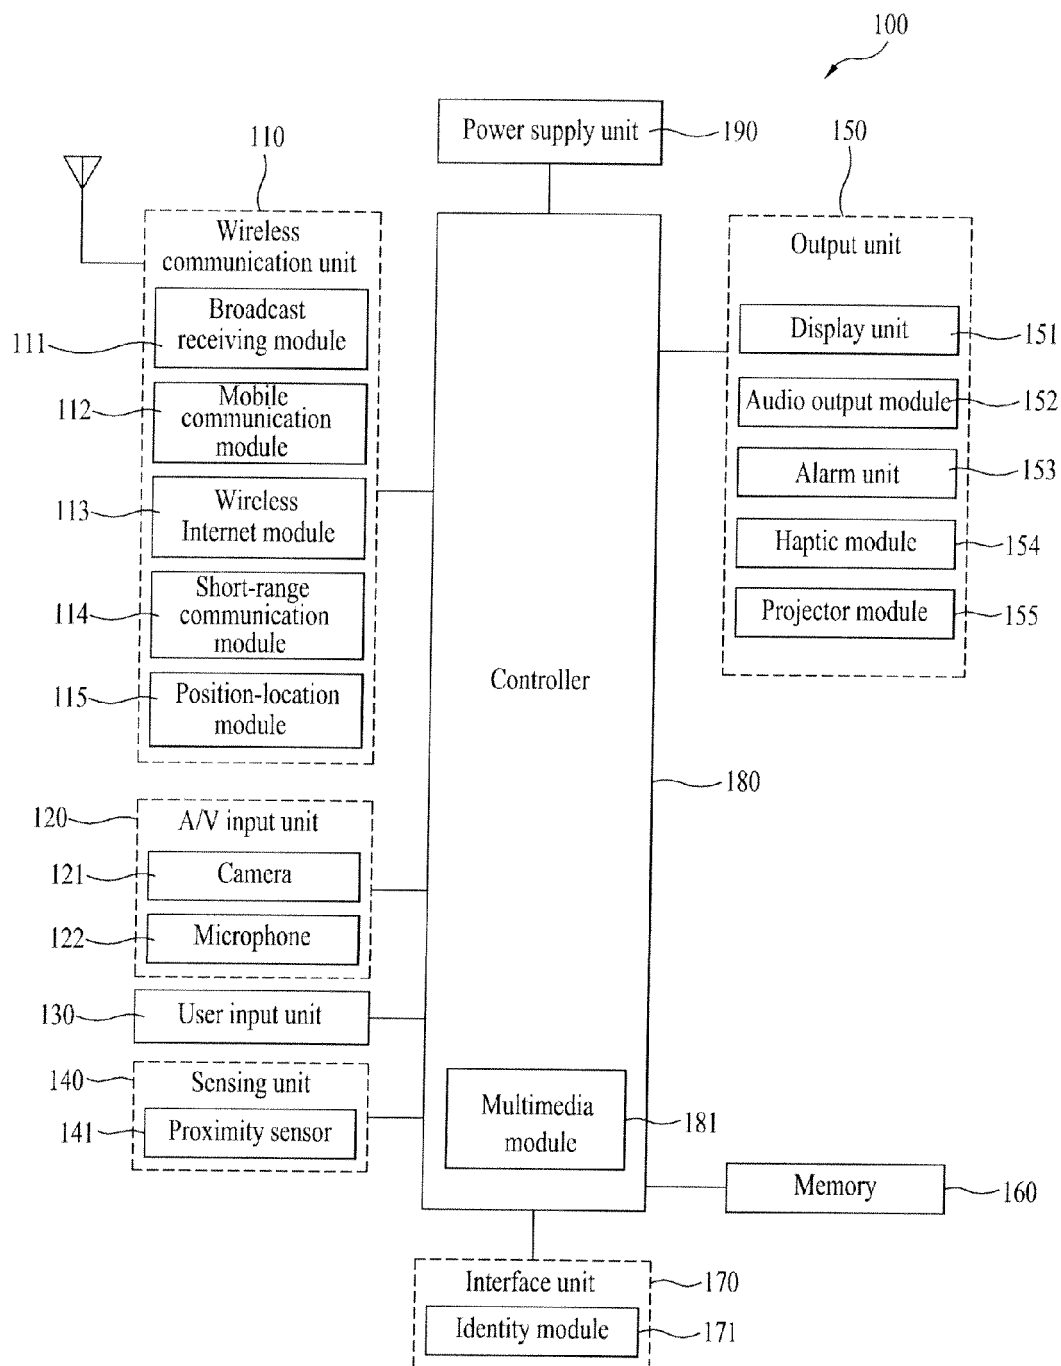 100
Power supply unit
190
110
150
Wireless
communication unit
Output unit
Broadcast
receiving module
111
Display unit
151
Mobile
communication
module
112
Audio output module
152
Alarm unit
153
Wireless
Internet module
113
Haptic module
154
Short-range
communication
module
114
Projector module
155
Position-location
module
115
Controller
180
120
A/V input unit
121
Camera
122
Microphone
130
User input unit
140
Sensing unit
141
Proximity sensor
Multimedia
module
181
Memory
160
Interface unit
170
Identity module
171